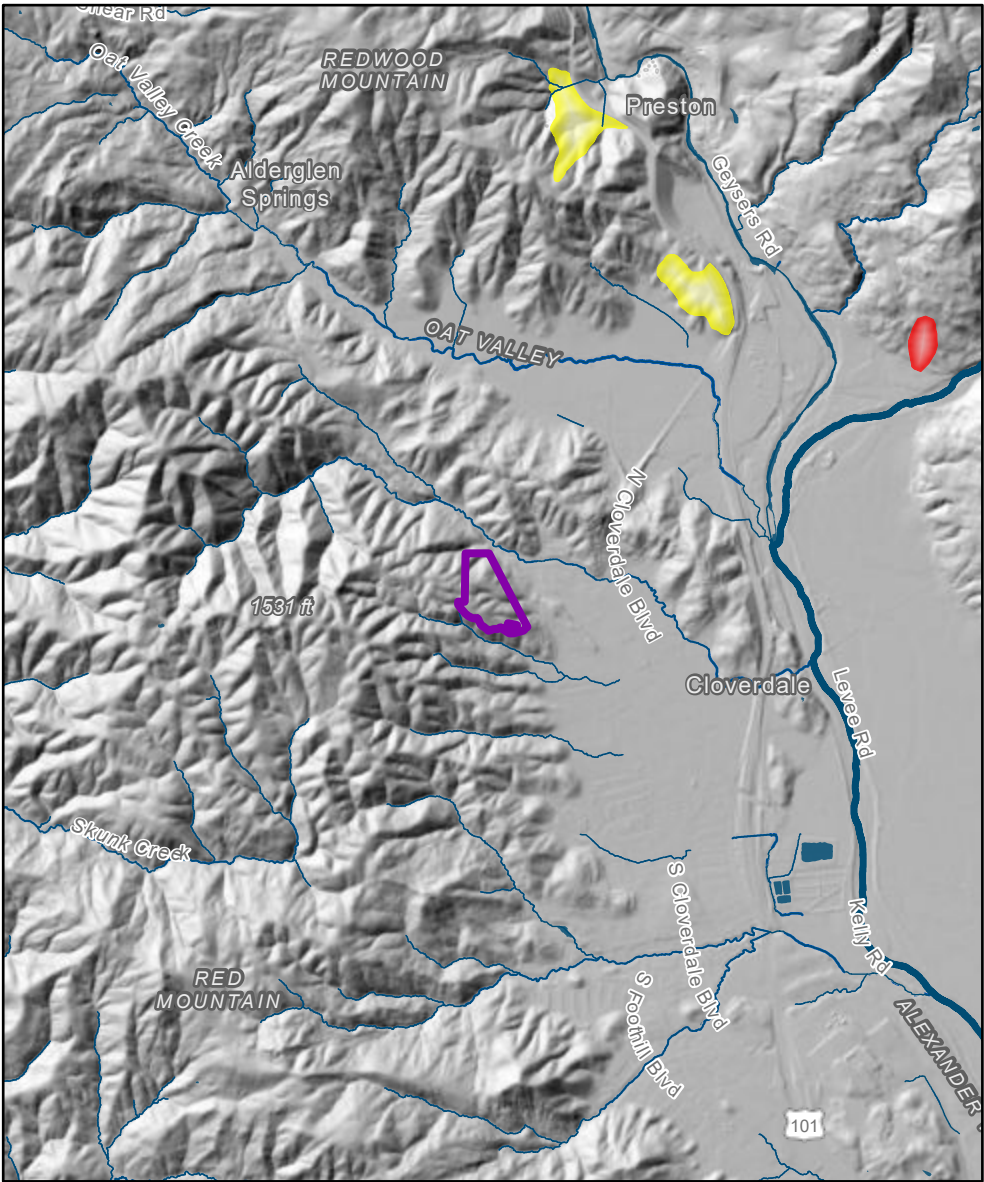 REDWOOD
MOUNTAIN
Oat Valley Creek
Preston
Alderglen
Springs
Geysers Rd
OAT VALLEY
N Cloverdale Blvd
1531 ft
Cloverdale
Levee Rd
Skunk Creek
S Cloverdale Blvd
Kelly Rd
RED
MOUNTAIN
S Foothill Blvd
ALEXANDER
101